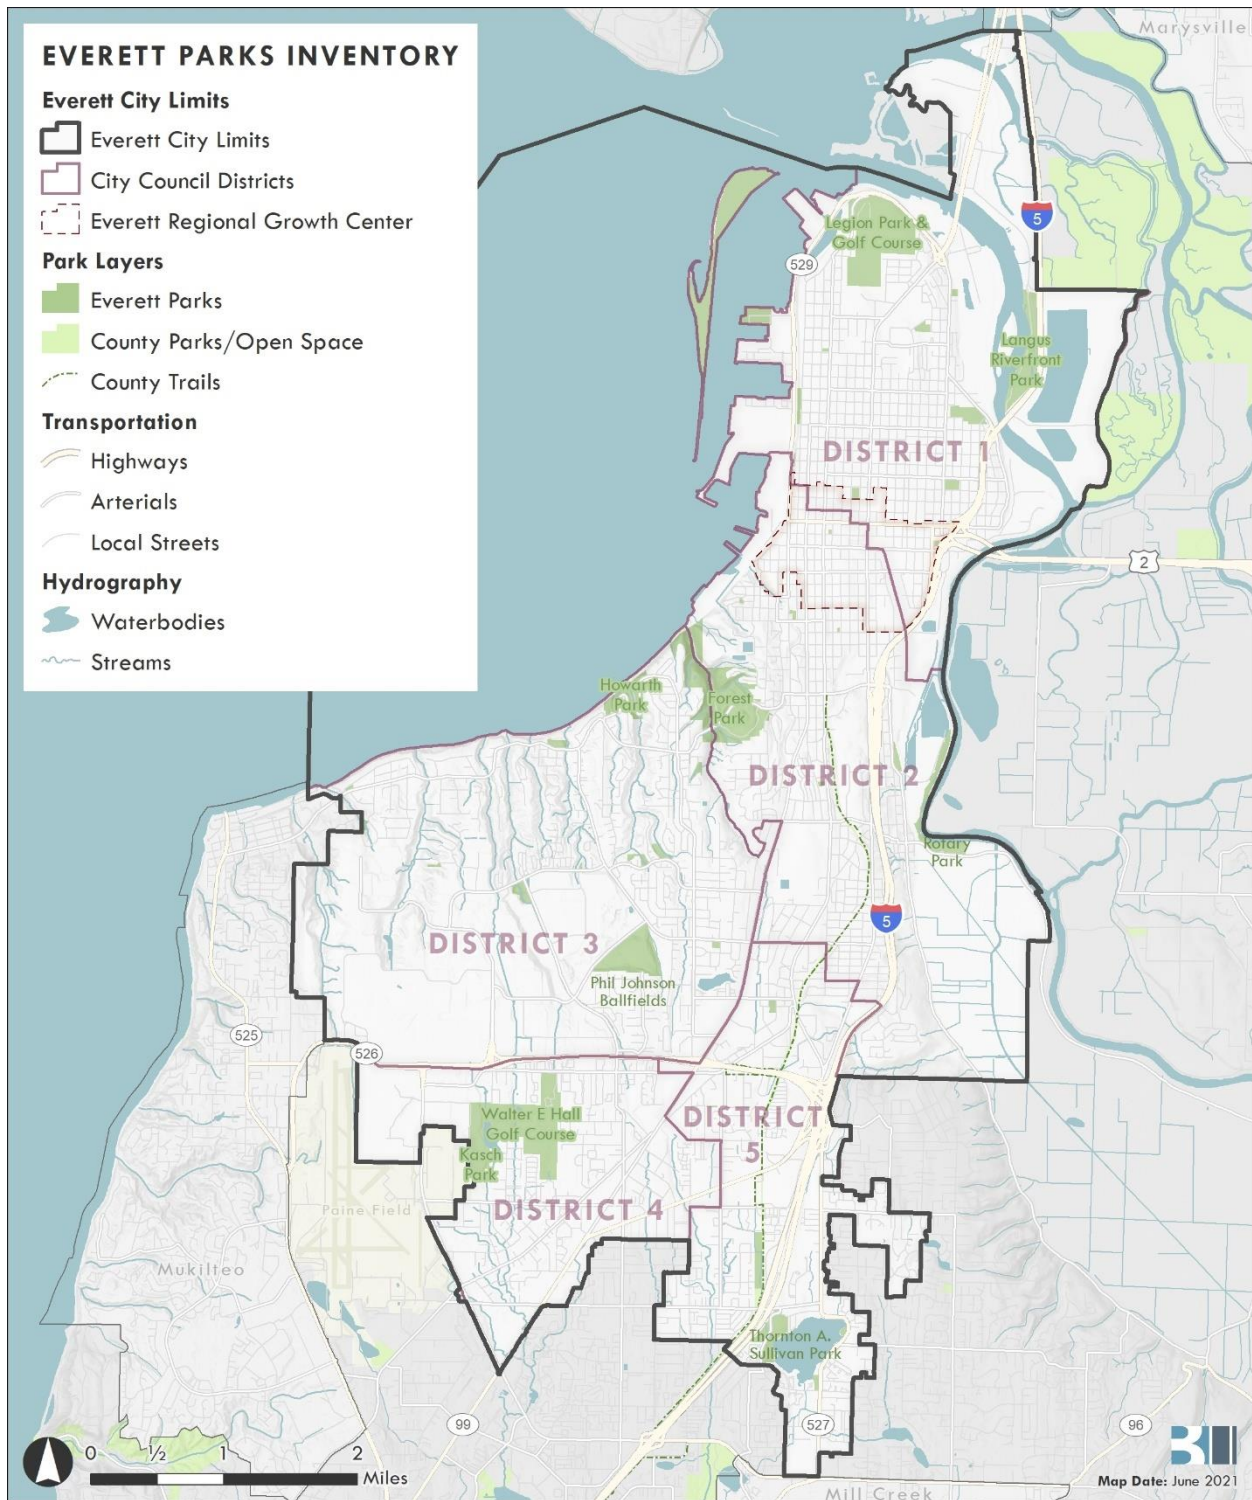 EVERETT PARKS INVENTORY
Everett City Limits
Everett City Limits
City Council Districts
Everett Regional Growth Center
Park Layers
Everett Parks
County Parks/Open Space
County Trails
Transportation
Highways
Arterials
Local Streets
Hydrography
Waterbodies
Streams
Marysville
5
Legion Park &
Golf Course
529
Langus
Riverfront
Park
DISTRICT 1
2
Howarth
Park
Forest
Park
DISTRICT 2
Rotary
Park
5
DISTRICT 3
Phil Johnson
Ballfields
525
526
Walter E Hall
Golf Course
Kasch
Park
DISTRICT
5
DISTRICT 4
Paine Field
Mukilteo
Thornton A.
Sullivan Park
99
527
96
0 ½ 1 2
Miles
Mill Creek
Map Date: June 2021